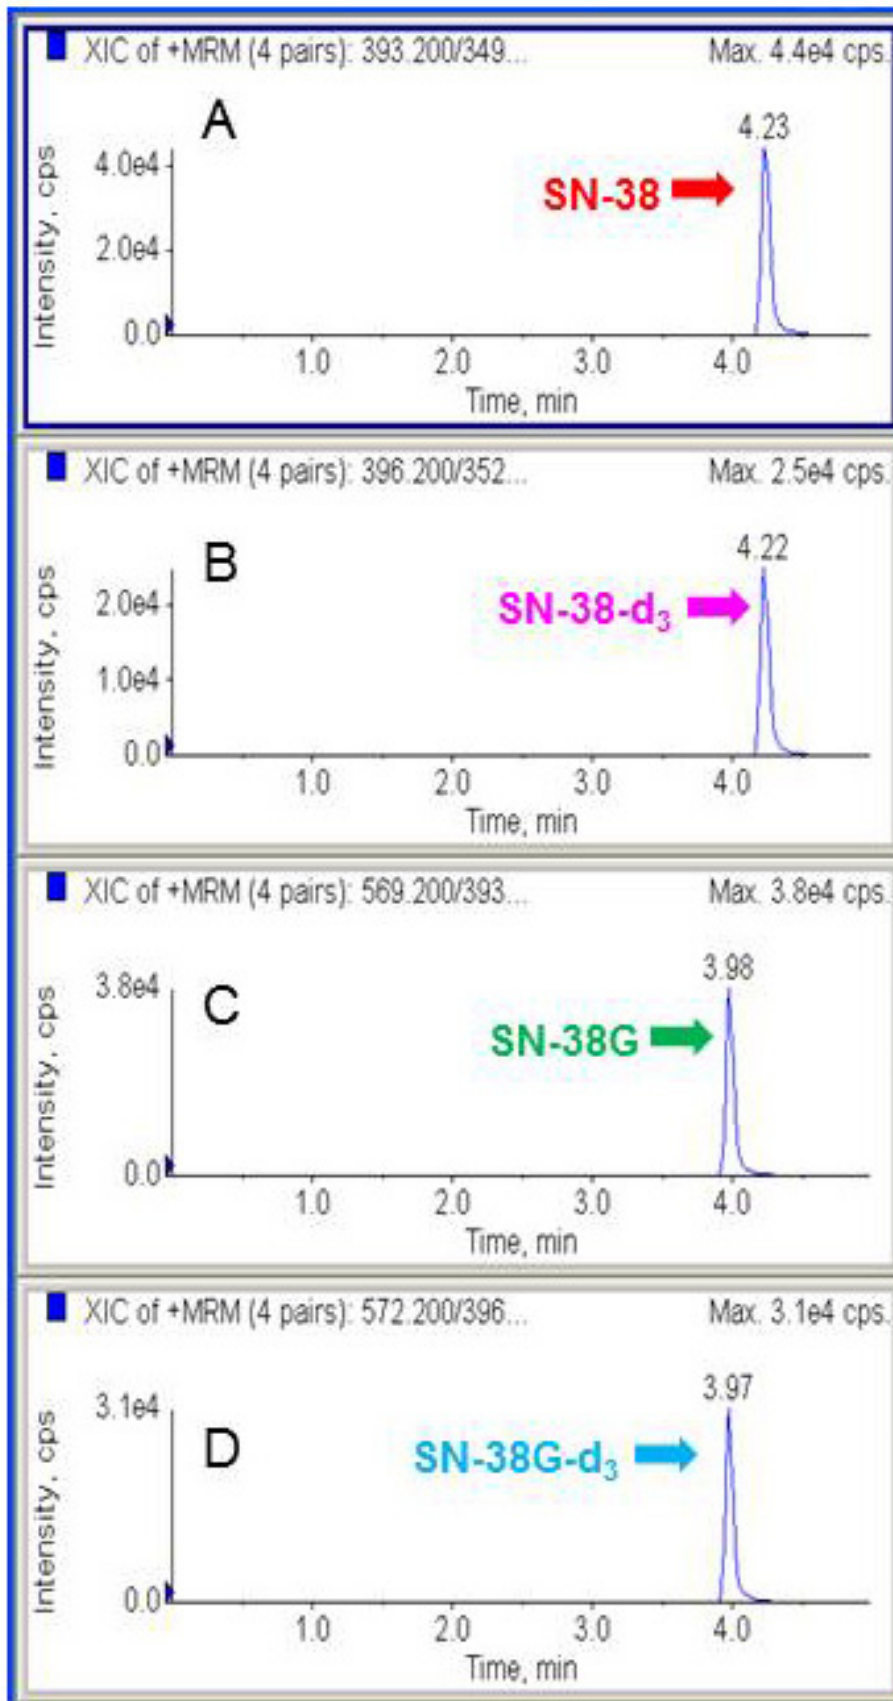 XIC of +MRM (4 pairs): 393.200/349... Max. 4.4e4 cps.
A
4.23
SN-38
Intensity, cps
4.0e4
2.0e4
0.0
1.0 2.0 3.0 4.0
Time, min
XIC of +MRM (4 pairs): 396.200/352... Max. 2.5e4 cps.
B
4.22
SN-38-d₃
Intensity, cps
2.0e4
1.0e4
0.0
1.0 2.0 3.0 4.0
Time, min
XIC of +MRM (4 pairs): 569.200/393... Max. 3.8e4 cps.
C
3.98
SN-38G
Intensity, cps
3.8e4
0.0
1.0 2.0 3.0 4.0
Time, min
XIC of +MRM (4 pairs): 572.200/396... Max. 3.1e4 cps.
D
3.97
SN-38G-d₃
Intensity, cps
3.1e4
0.0
1.0 2.0 3.0 4.0
Time, min